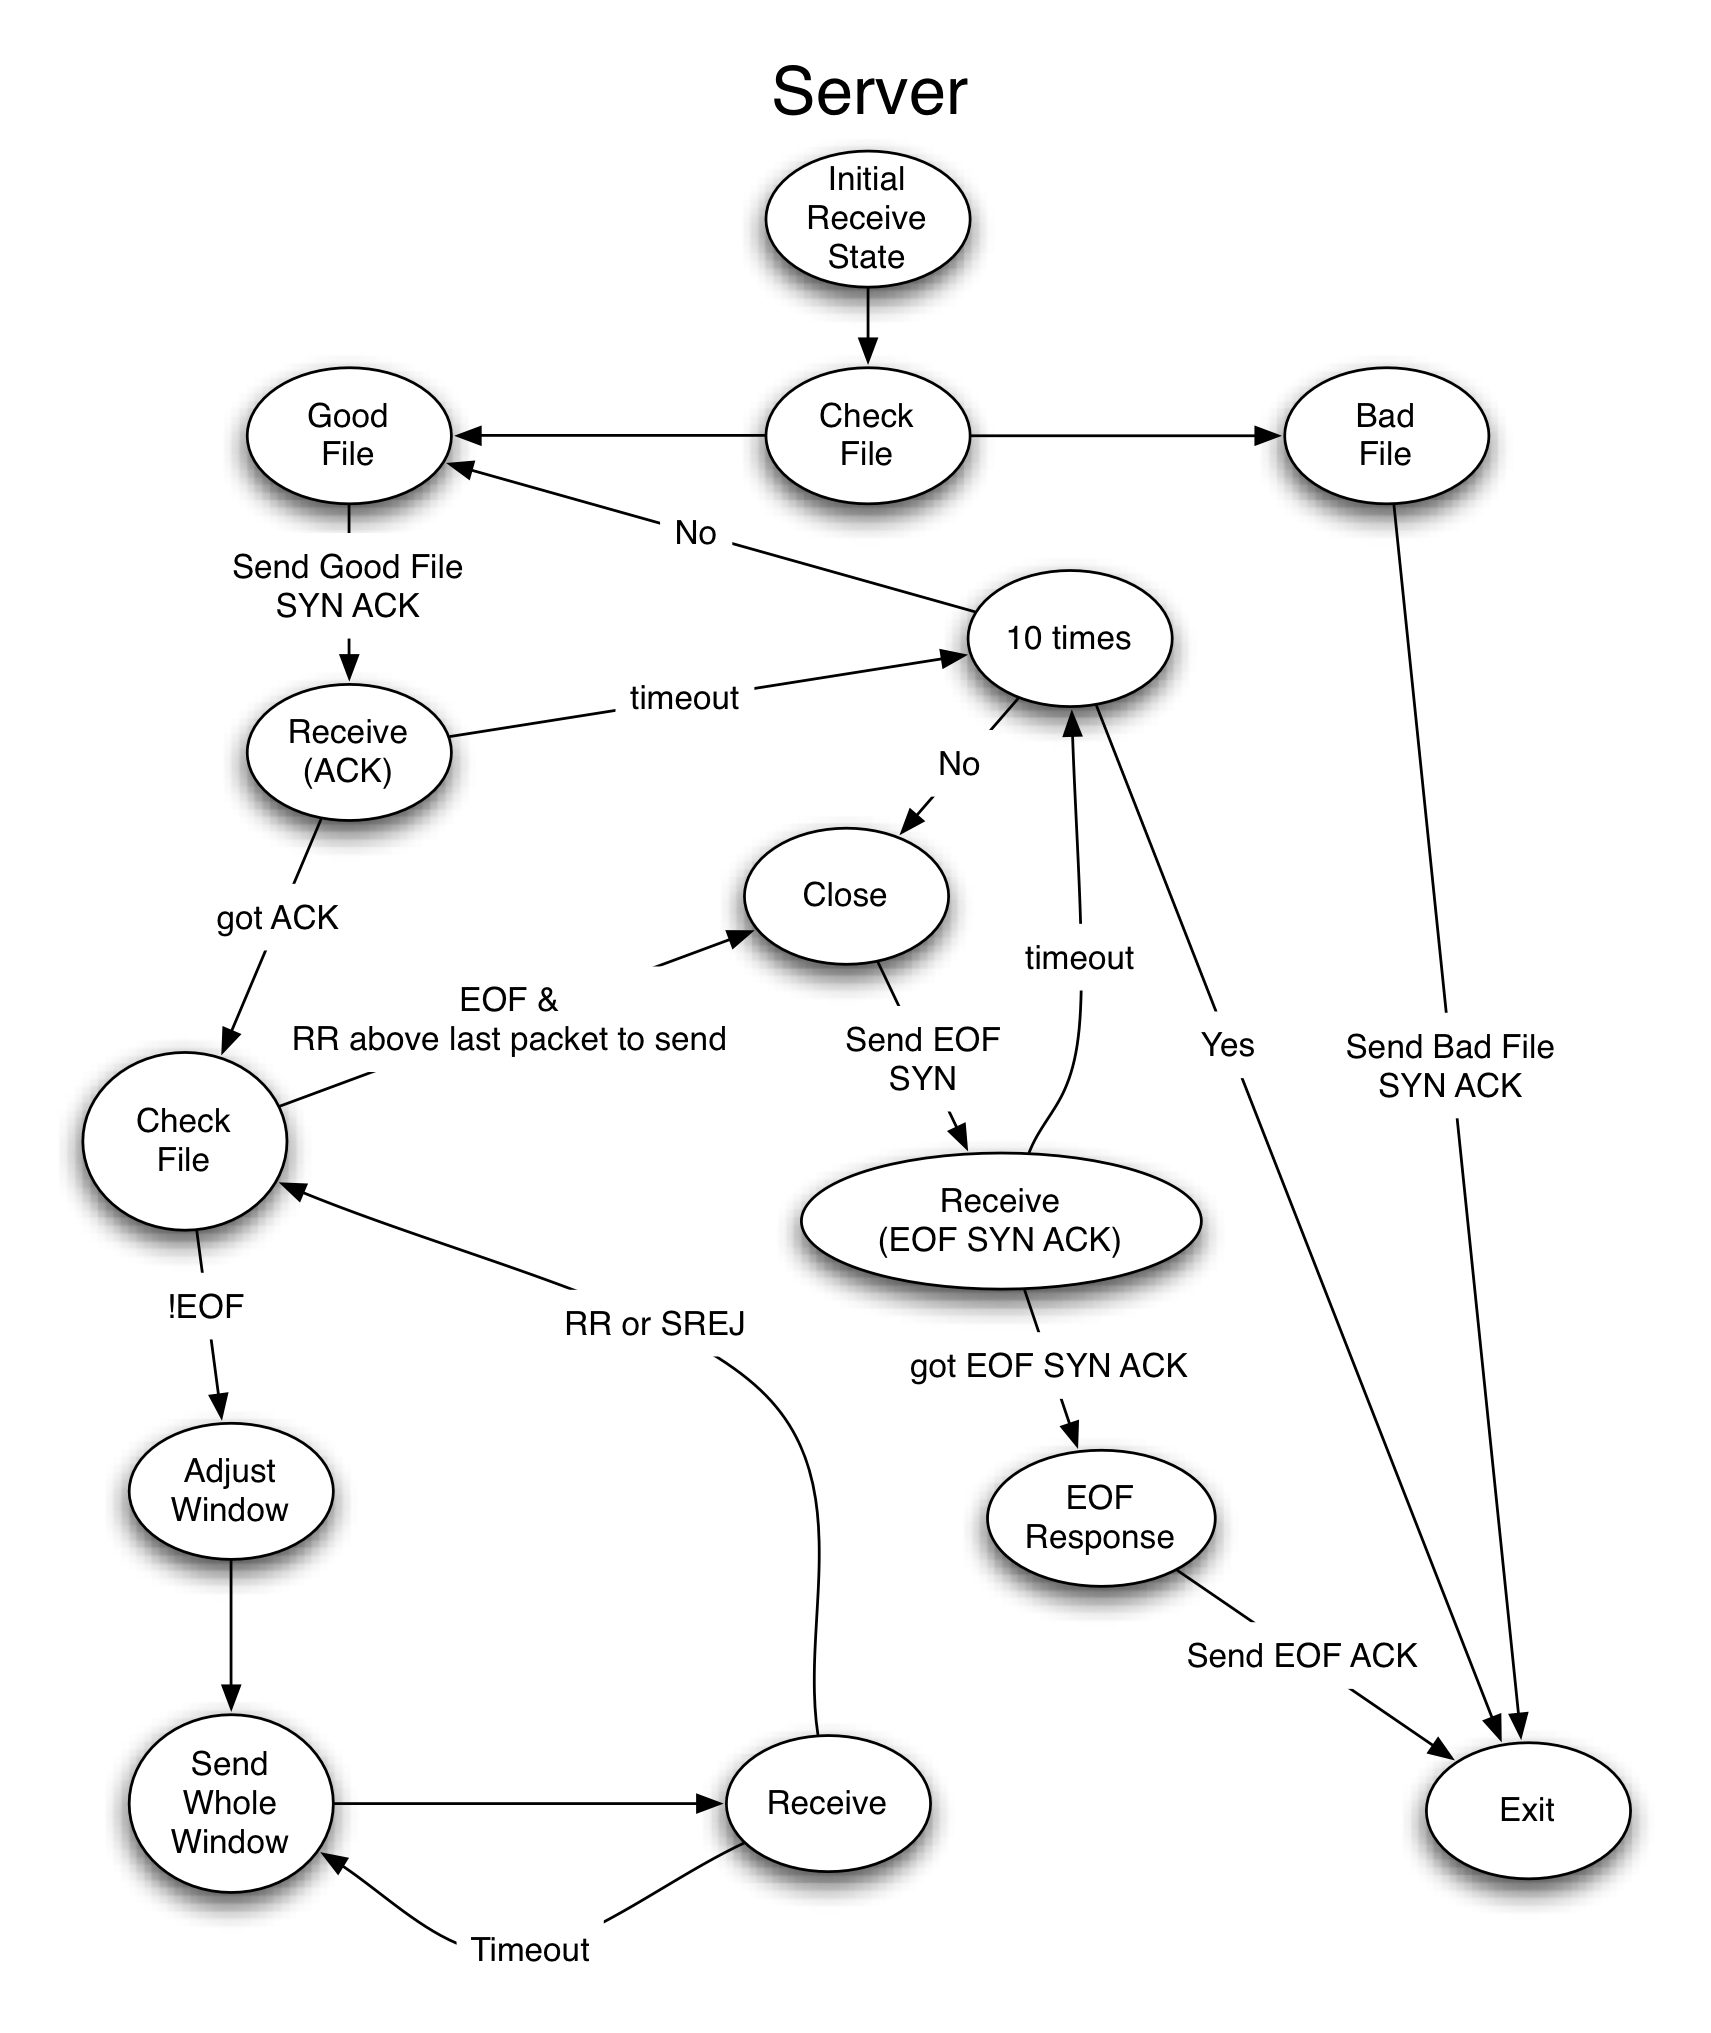 Server
Initial
Receive
State
Good
File
Check
File
Bad
File
No
Send Good File
SYN ACK
10 times
timeout
Receive
(ACK)
No
Close
got ACK
timeout
EOF &
RR above last packet to send
Send EOF
SYN
Yes
Send Bad File
SYN ACK
Check
File
Receive
(EOF SYN ACK)
!EOF
RR or SREJ
got EOF SYN ACK
Adjust
Window
EOF
Response
Send EOF ACK
Send
Whole
Window
Receive
Exit
Timeout